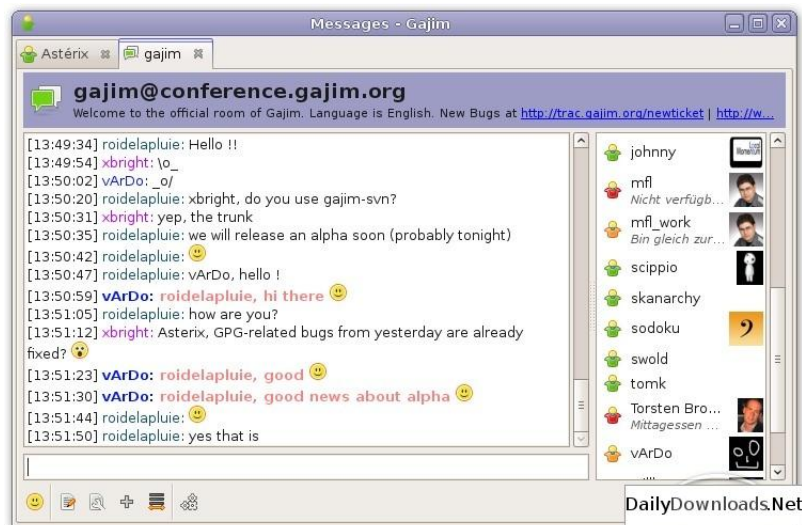 Messages - Gajim
Astérix
gajim
gajim@conference.gajim.org
Welcome to the official room of Gajim. Language is English. New Bugs at http://trac.gajim.org/newticket | http://w...
[13:49:34] roidelapluie: Hello !!
[13:49:54] xbright: \o_
[13:50:02] vArDo: _o/
[13:50:20] roidelapluie: xbright, do you use gajim-svn?
[13:50:31] xbright: yep, the trunk
[13:50:35] roidelapluie: we will release an alpha soon (probably tonight)
[13:50:42] roidelapluie:
[13:50:47] roidelapluie: vArDo, hello !
[13:50:59] vArDo: roidelapluie, hi there
[13:51:05] roidelapluie: how are you?
[13:51:12] xbright: Asterix, GPG-related bugs from yesterday are already
fixed?
[13:51:23] vArDo: roidelapluie, good
[13:51:30] vArDo: roidelapluie, good news about alpha
[13:51:44] roidelapluie:
[13:51:50] roidelapluie: yes that is
johnny
mfl
Nicht verfügb...
mfl_work
Bin gleich zur...
scippio
skanarchy
sodoku
swold
tomk
Torsten Bro...
Mittagessen ...
vArDo
DailyDownloads.Net